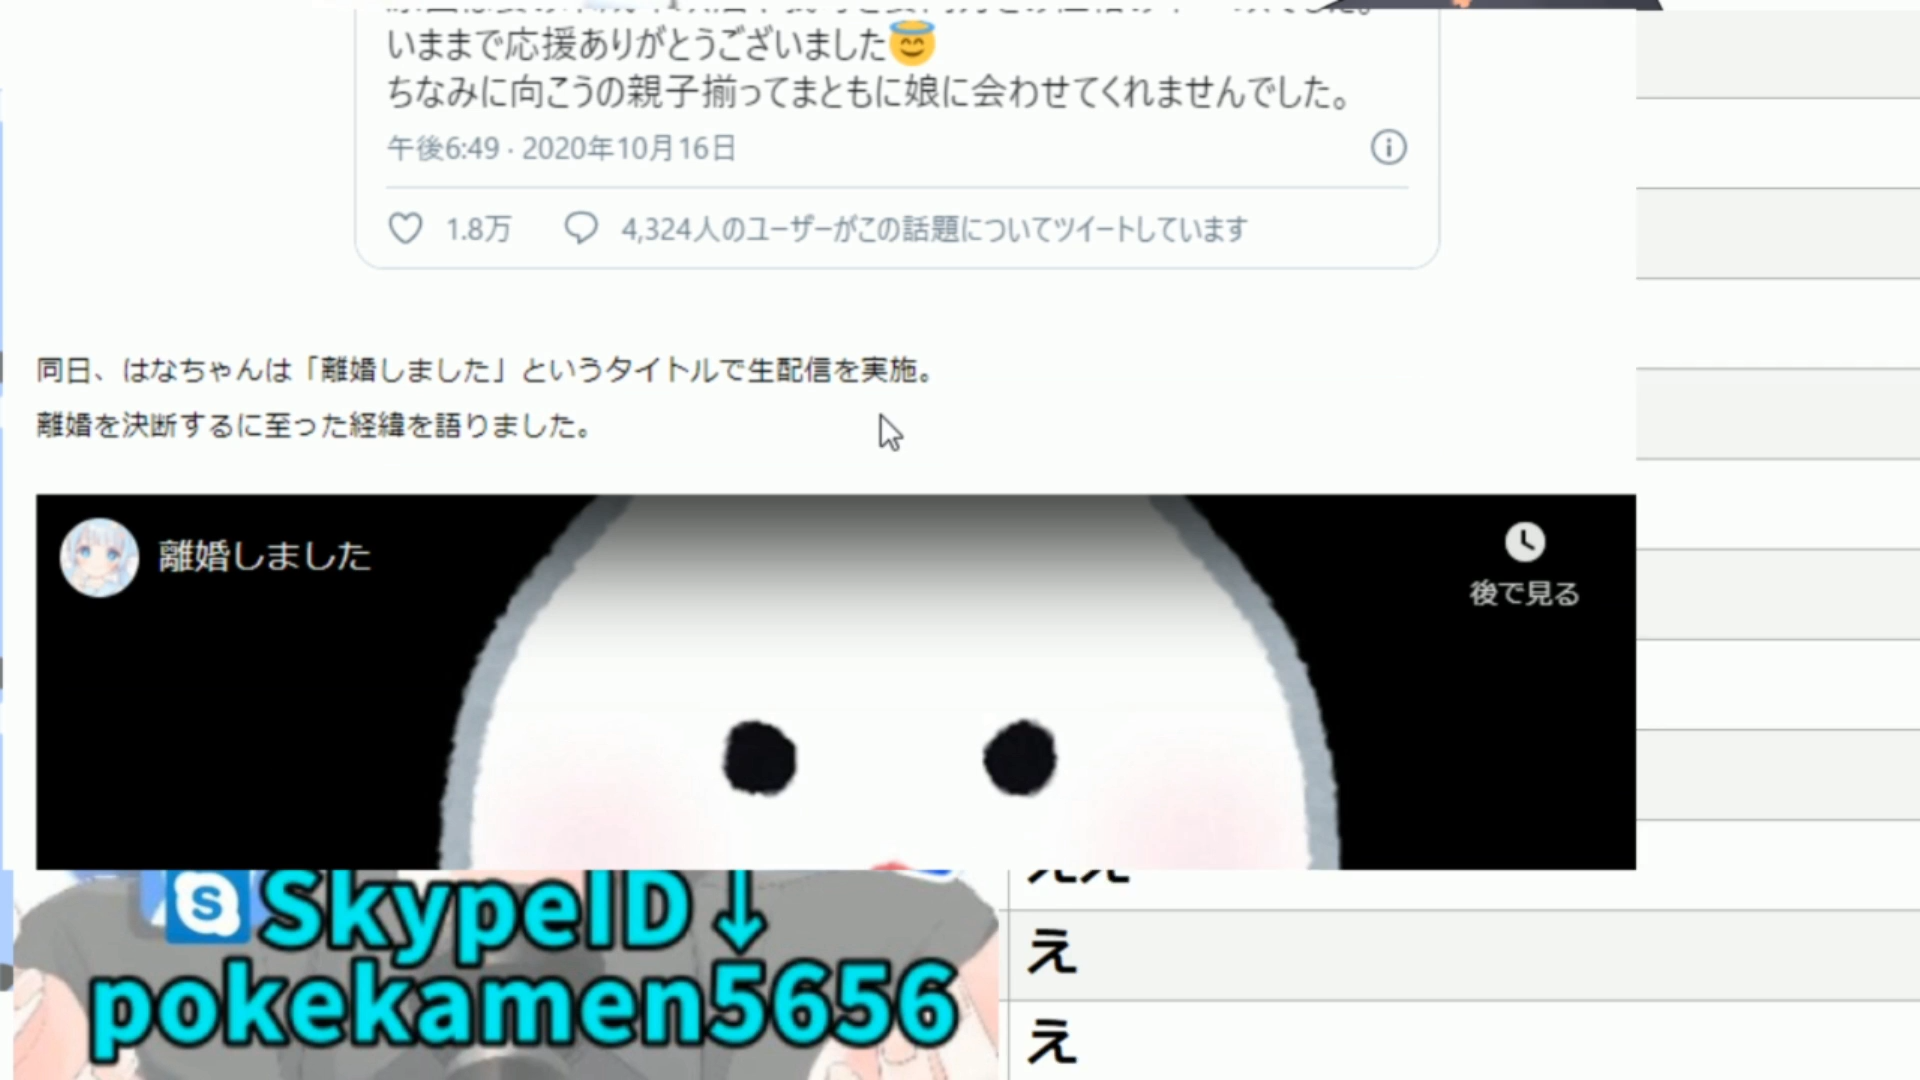 いままで応援ありがとうございました😇
ちなみに向こうの親子揃ってまともに娘に会わせてくれませんでした。
午後6:49 · 2020年10月16日
1.8万 4,324人のユーザーがこの話題についてツイートしています
同日、はなちゃんは「離婚しました」というタイトルで生配信を実施。
離婚を決断するに至った経緯を語りました。
離婚しました
後で見る
SkypeID↓
pokekamen5656
ええ
え
え